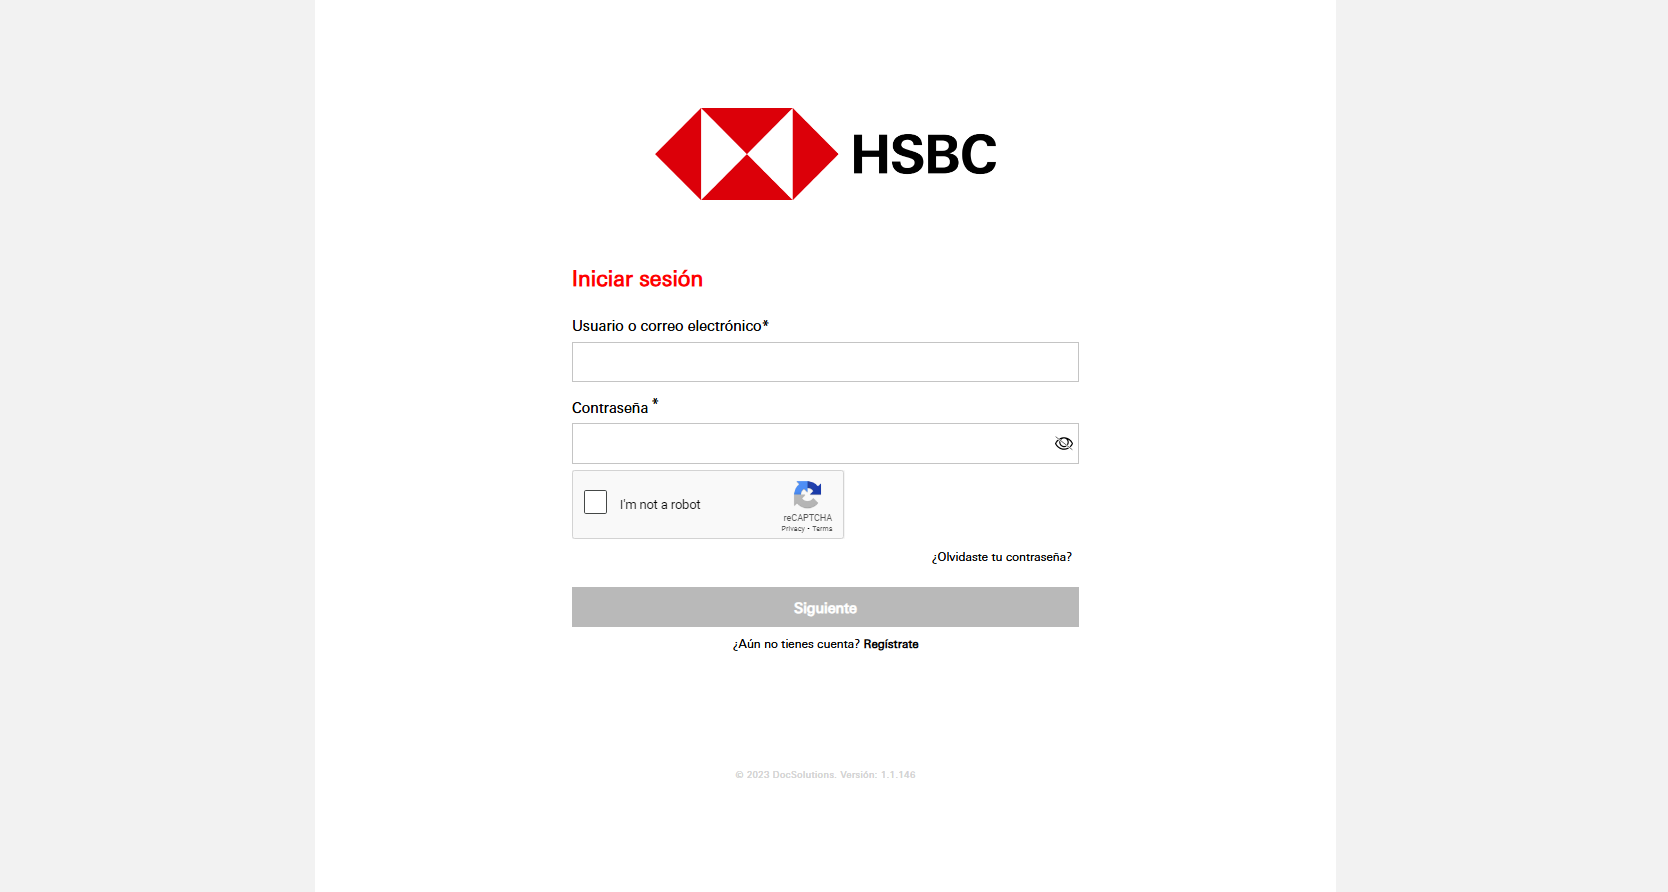 HSBC
Iniciar sesión
Usuario o correo electrónico*
Contraseña *
I'm not a robot
reCAPTCHA
Privacy - Terms
¿Olvidaste tu contraseña?
Siguiente
¿Aún no tienes cuenta? Regístrate
© 2023 DocSolutions. Versión: 1.1.146